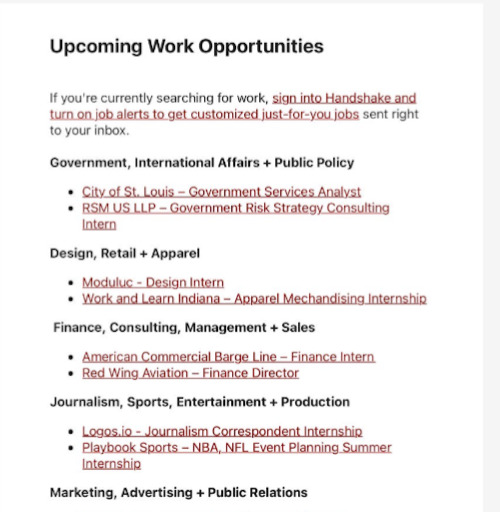 Upcoming Work Opportunities
If you're currently searching for work, sign into Handshake and
turn on job alerts to get customized just-for-you jobs sent right
to your inbox.
Government, International Affairs + Public Policy
City of St. Louis – Government Services Analyst
RSM US LLP – Government Risk Strategy Consulting
Intern
Design, Retail + Apparel
Moduluc - Design Intern
Work and Learn Indiana – Apparel Mechandising Internship
Finance, Consulting, Management + Sales
American Commercial Barge Line – Finance Intern
Red Wing Aviation – Finance Director
Journalism, Sports, Entertainment + Production
Logos.io - Journalism Correspondent Internship
Playbook Sports – NBA, NFL Event Planning Summer
Internship
Marketing, Advertising + Public Relations